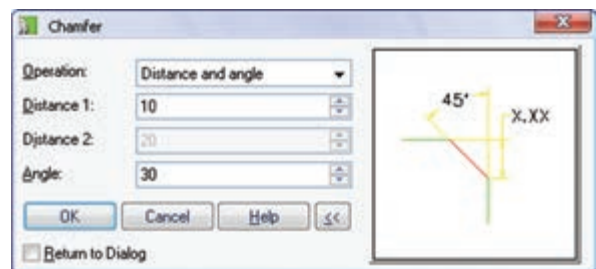 Chamfer
Operation: Distance and angle
Distance 1: 10
Distance 2: 20
Angle: 30
OK Cancel Help <<
Return to Dialog
45°
X.XX